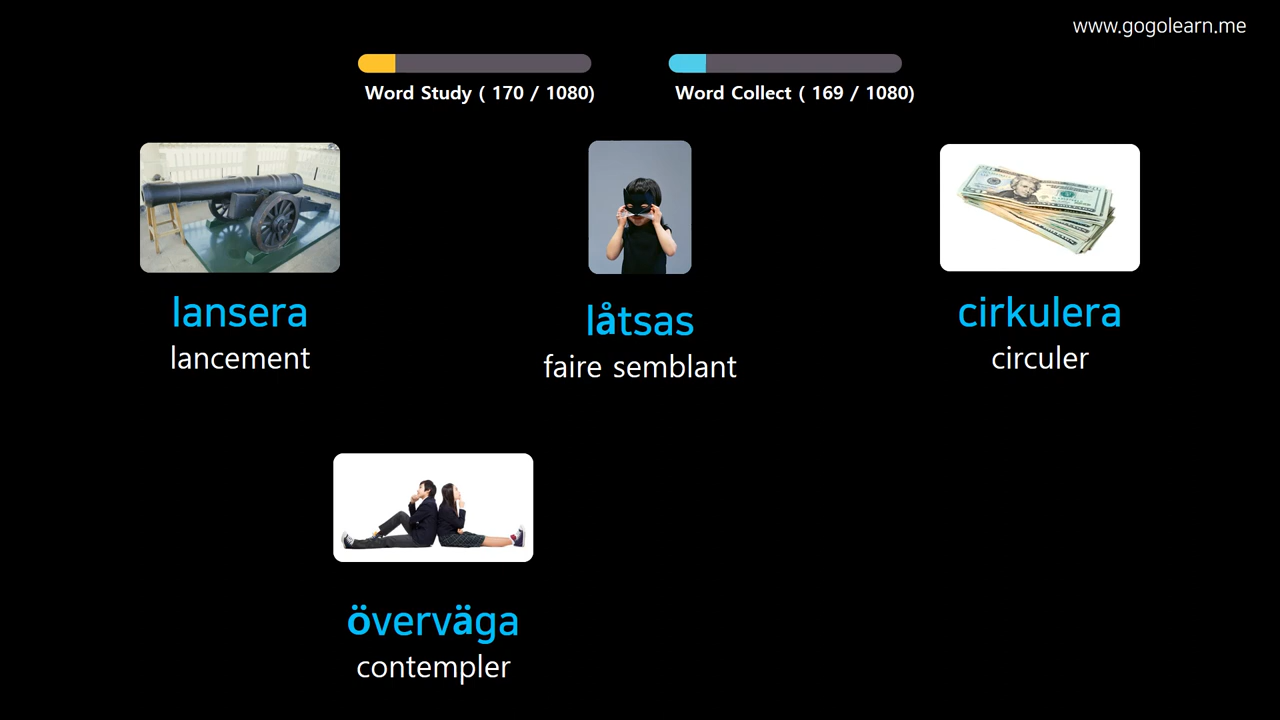 www.gogolearn.me
Word Study ( 170 / 1080)
Word Collect ( 169 / 1080)
lansera
lancement
låtsas
faire semblant
cirkulera
circuler
överväga
contempler